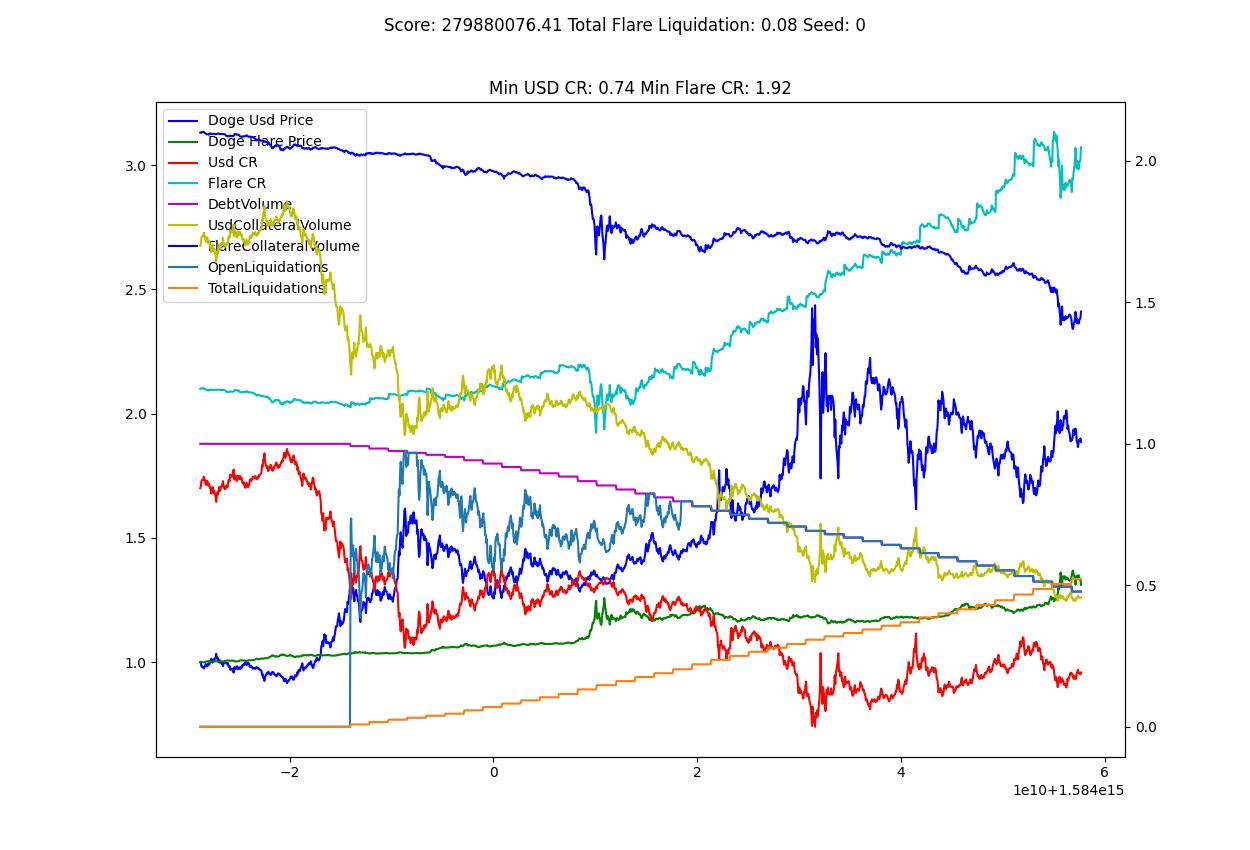 Score: 279880076.41 Total Flare Liquidation: 0.08 Seed: 0
Min USD CR: 0.74 Min Flare CR: 1.92
Doge Usd Price
Doge Flare Price
Usd CR
Flare CR
DebtVolume
UsdCollateralVolume
FlareCollateralVolume
OpenLiquidations
TotalLiquidations
3.0
2.5
2.0
1.5
1.0
2.0
1.5
1.0
0.5
0.0
−2
0
2
4
6
1e10+1.584e15